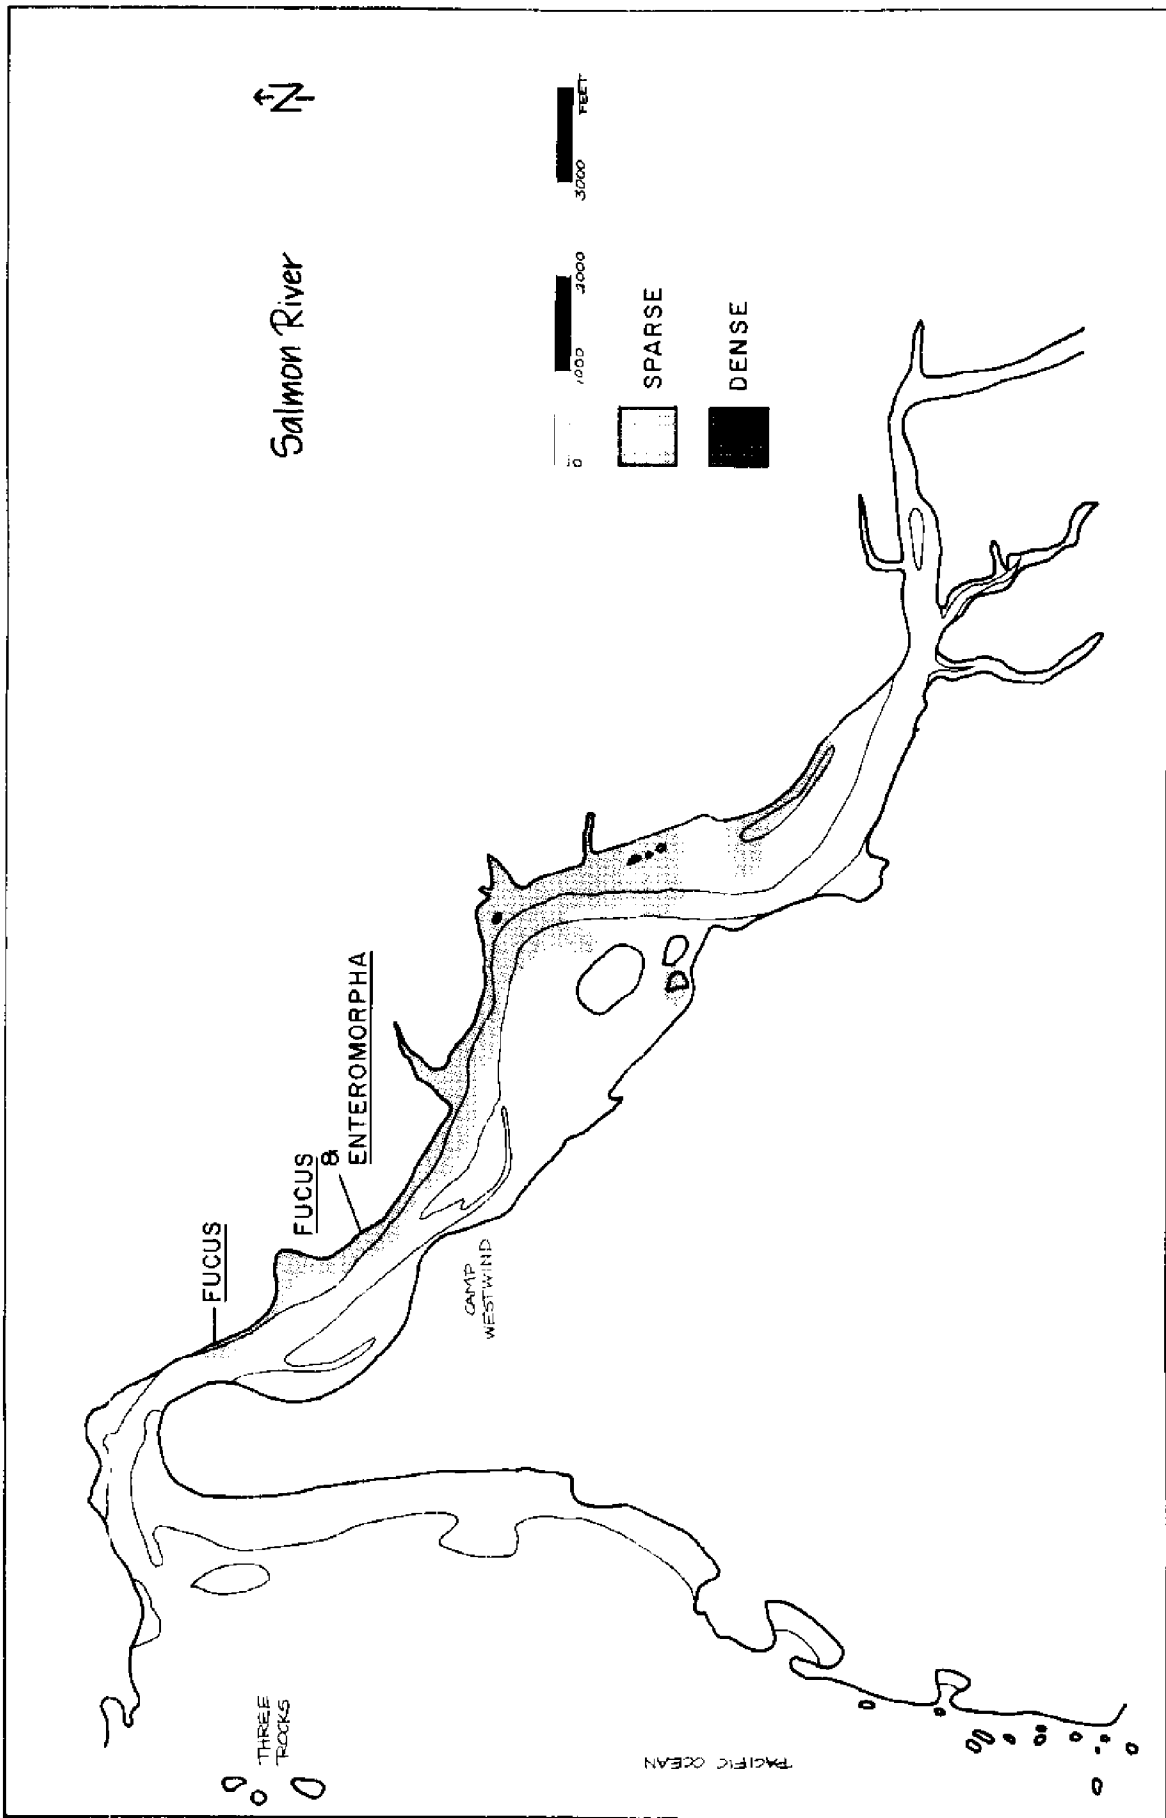 N
Salmon River
0 1000 2000 3000 FEET
SPARSE
DENSE
FUCUS
FUCUS
&
ENTEROMORPHA
CAMP
WESTWIND
THREE
ROCKS
PACIFIC OCEAN